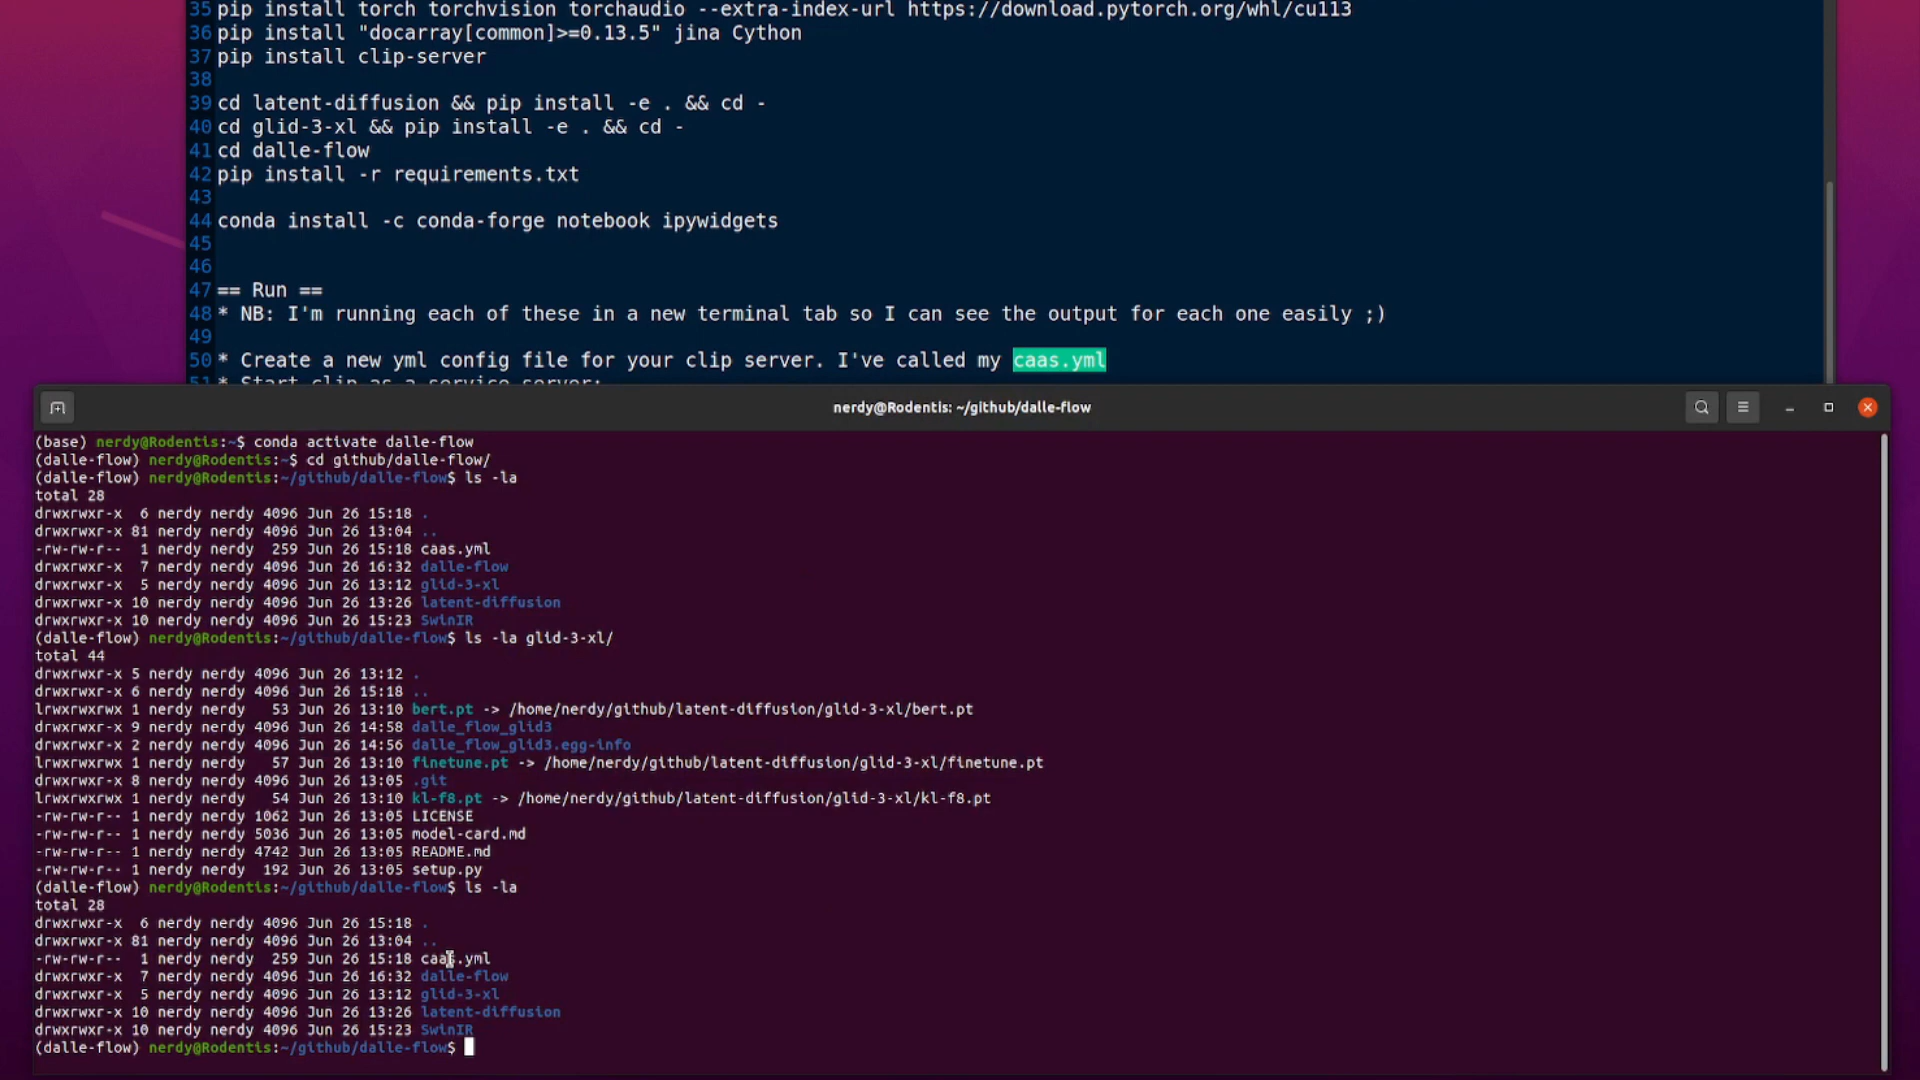 35 pip install torch torchvision torchaudio --extra-index-url https://download.pytorch.org/whl/cu113
36 pip install "docarray[common]>=0.13.5" jina Cython
37 pip install clip-server
38
39 cd latent-diffusion && pip install -e . && cd -
40 cd glid-3-xl && pip install -e . && cd -
41 cd dalle-flow
42 pip install -r requirements.txt
43
44 conda install -c conda-forge notebook ipywidgets
45
46
47 == Run ==
48 * NB: I'm running each of these in a new terminal tab so I can see the output for each one easily ;)
49
50 * Create a new yml config file for your clip server. I've called my caas.yml
51 * Start clip as a service server:
nerdy@Rodentis: ~/github/dalle-flow
(base) nerdy@Rodentis:~$ conda activate dalle-flow
(dalle-flow) nerdy@Rodentis:~$ cd github/dalle-flow/
(dalle-flow) nerdy@Rodentis:~/github/dalle-flow$ ls -la
total 28
drwxrwxr-x  6 nerdy nerdy 4096 Jun 26 15:18 .
drwxrwxr-x 81 nerdy nerdy 4096 Jun 26 13:04 ..
-rw-rw-r--  1 nerdy nerdy  259 Jun 26 15:18 caas.yml
drwxrwxr-x  7 nerdy nerdy 4096 Jun 26 16:32 dalle-flow
drwxrwxr-x  5 nerdy nerdy 4096 Jun 26 13:12 glid-3-xl
drwxrwxr-x 10 nerdy nerdy 4096 Jun 26 13:26 latent-diffusion
drwxrwxr-x 10 nerdy nerdy 4096 Jun 26 15:23 SwinIR
(dalle-flow) nerdy@Rodentis:~/github/dalle-flow$ ls -la glid-3-xl/
total 44
drwxrwxr-x 5 nerdy nerdy 4096 Jun 26 13:12 .
drwxrwxr-x 6 nerdy nerdy 4096 Jun 26 15:18 ..
lrwxrwxrwx 1 nerdy nerdy   53 Jun 26 13:10 bert.pt -> /home/nerdy/github/latent-diffusion/glid-3-xl/bert.pt
drwxrwxr-x 9 nerdy nerdy 4096 Jun 26 14:58 dalle_flow_glid3
drwxrwxr-x 2 nerdy nerdy 4096 Jun 26 14:56 dalle_flow_glid3.egg-info
lrwxrwxrwx 1 nerdy nerdy   57 Jun 26 13:10 finetune.pt -> /home/nerdy/github/latent-diffusion/glid-3-xl/finetune.pt
drwxrwxr-x 8 nerdy nerdy 4096 Jun 26 13:05 .git
lrwxrwxrwx 1 nerdy nerdy   54 Jun 26 13:10 kl-f8.pt -> /home/nerdy/github/latent-diffusion/glid-3-xl/kl-f8.pt
-rw-rw-r-- 1 nerdy nerdy 1062 Jun 26 13:05 LICENSE
-rw-rw-r-- 1 nerdy nerdy 5036 Jun 26 13:05 model-card.md
-rw-rw-r-- 1 nerdy nerdy 4742 Jun 26 13:05 README.md
-rw-rw-r-- 1 nerdy nerdy  192 Jun 26 13:05 setup.py
(dalle-flow) nerdy@Rodentis:~/github/dalle-flow$ ls -la
total 28
drwxrwxr-x  6 nerdy nerdy 4096 Jun 26 15:18 .
drwxrwxr-x 81 nerdy nerdy 4096 Jun 26 13:04 ..
-rw-rw-r--  1 nerdy nerdy  259 Jun 26 15:18 caas.yml
drwxrwxr-x  7 nerdy nerdy 4096 Jun 26 16:32 dalle-flow
drwxrwxr-x  5 nerdy nerdy 4096 Jun 26 13:12 glid-3-xl
drwxrwxr-x 10 nerdy nerdy 4096 Jun 26 13:26 latent-diffusion
drwxrwxr-x 10 nerdy nerdy 4096 Jun 26 15:23 SwinIR
(dalle-flow) nerdy@Rodentis:~/github/dalle-flow$